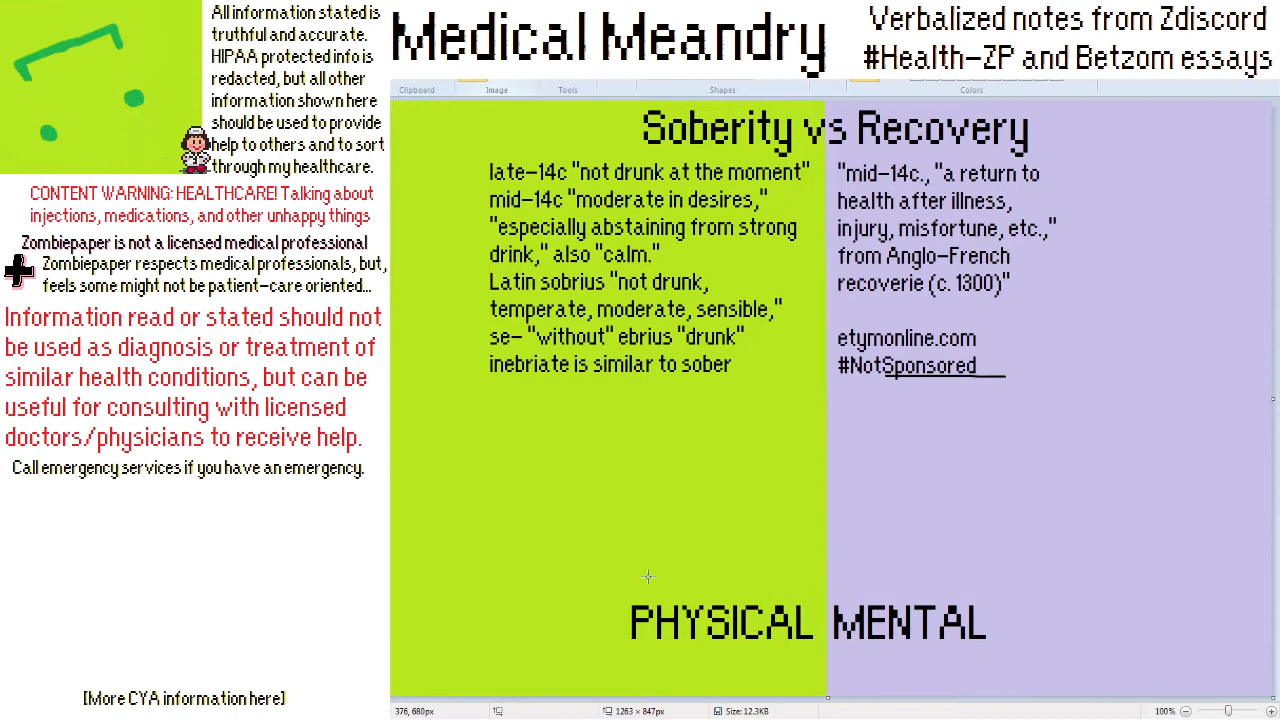 All information stated is
truthful and accurate.
HIPAA protected info is
redacted, but all other
information shown here
should be used to provide
help to others and to sort
through my healthcare.
CONTENT WARNING: HEALTHCARE! Talking about
injections, medications, and other unhappy things
Zombiepaper is not a licensed medical professional
Zombiepaper respects medical professionals, but,
feels some might not be patient-care oriented...
Information read or stated should not
be used as diagnosis or treatment of
similar health conditions, but can be
useful for consulting with licensed
doctors/physicians to receive help.
Call emergency services if you have an emergency.
[More CYA information here]
Medical Meandry
Verbalized notes from Zdiscord
#Health-ZP and Betzom essays
Clipboard
Image
Tools
Shapes
Colors
Soberity vs Recovery
late-14c "not drunk at the moment"
mid-14c "moderate in desires,"
"especially abstaining from strong
drink," also "calm."
Latin sobrius "not drunk,
temperate, moderate, sensible,"
se- "without" ebrius "drunk"
inebriate is similar to sober
"mid-14c., "a return to
health after illness,
injury, misfortune, etc.,"
from Anglo-French
recoverie (c. 1300)"
etymonline.com
#NotSponsored
PHYSICAL MENTAL
376, 680px
1263 × 847px
Size: 12.3KB
100%